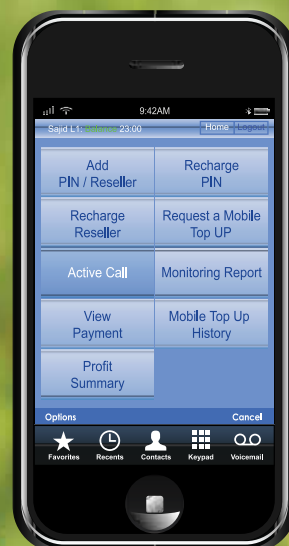 9:42AM
Sajid L1: 23:00 Home Logout
Add
PIN / Reseller
Recharge
PIN
Recharge
Reseller
Request a Mobile
Top UP
Active Call
Monitoring Report
View
Payment
Mobile Top Up
History
Profit
Summary
Options Cancel
Favorites Recents Contacts Keypad Voicemail